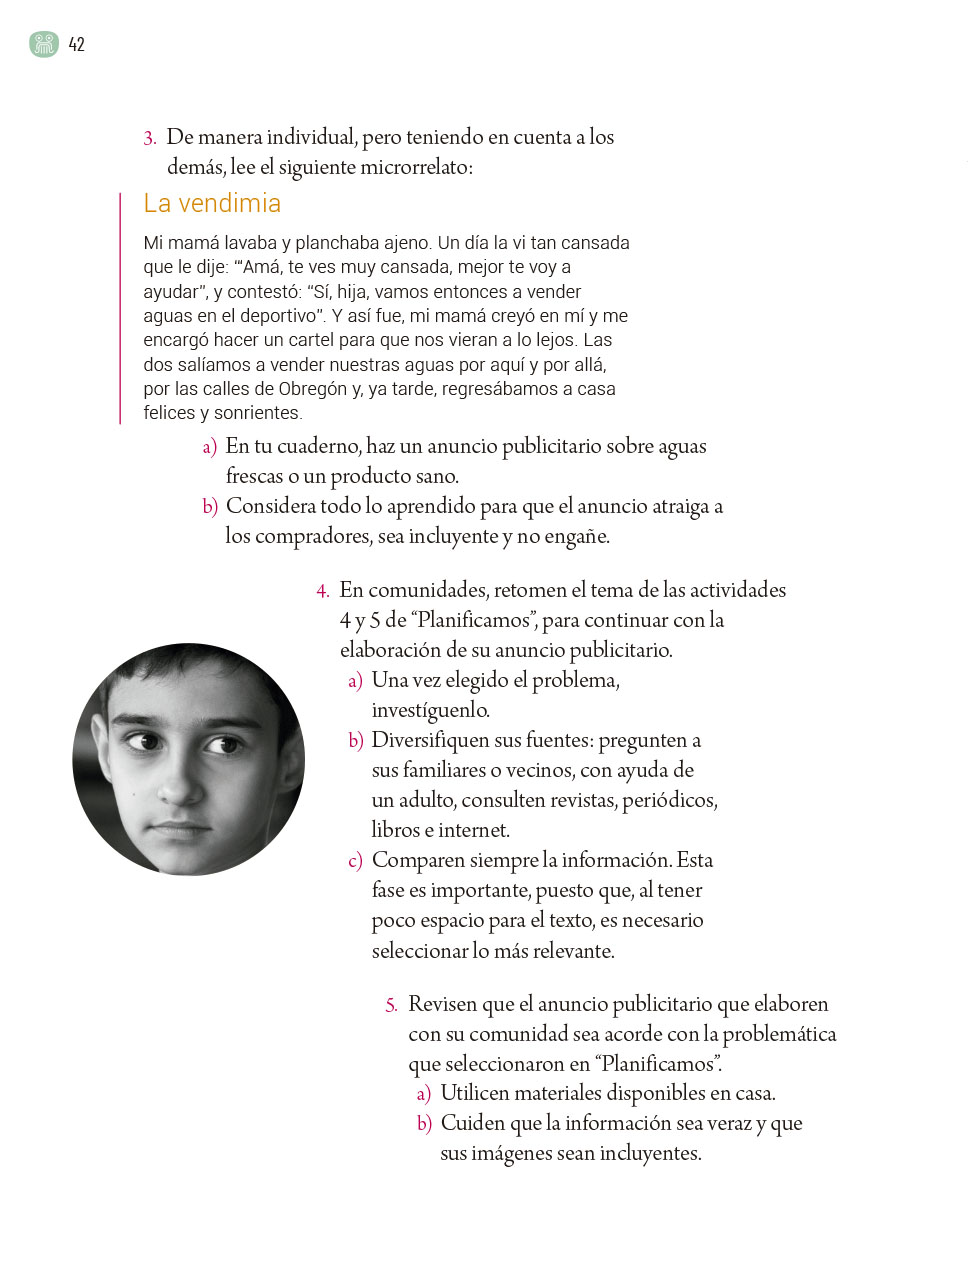 42
3. De manera individual, pero teniendo en cuenta a los
demás, lee el siguiente microrrelato:
La vendimia
Mi mamá lavaba y planchaba ajeno. Un día la vi tan cansada
que le dije: “‘Amá, te ves muy cansada, mejor te voy a
ayudar”, y contestó: “Sí, hija, vamos entonces a vender
aguas en el deportivo”. Y así fue, mi mamá creyó en mí y me
encargó hacer un cartel para que nos vieran a lo lejos. Las
dos salíamos a vender nuestras aguas por aquí y por allá,
por las calles de Obregón y, ya tarde, regresábamos a casa
felices y sonrientes.
a) En tu cuaderno, haz un anuncio publicitario sobre aguas
frescas o un producto sano.
b) Considera todo lo aprendido para que el anuncio atraiga a
los compradores, sea incluyente y no engañe.
4. En comunidades, retomen el tema de las actividades
4 y 5 de “Planificamos”, para continuar con la
elaboración de su anuncio publicitario.
a) Una vez elegido el problema,
investíguenlo.
b) Diversifiquen sus fuentes: pregunten a
sus familiares o vecinos, con ayuda de
un adulto, consulten revistas, periódicos,
libros e internet.
c) Comparen siempre la información. Esta
fase es importante, puesto que, al tener
poco espacio para el texto, es necesario
seleccionar lo más relevante.
5. Revisen que el anuncio publicitario que elaboren
con su comunidad sea acorde con la problemática
que seleccionaron en “Planificamos”.
a) Utilicen materiales disponibles en casa.
b) Cuiden que la información sea veraz y que
sus imágenes sean incluyentes.